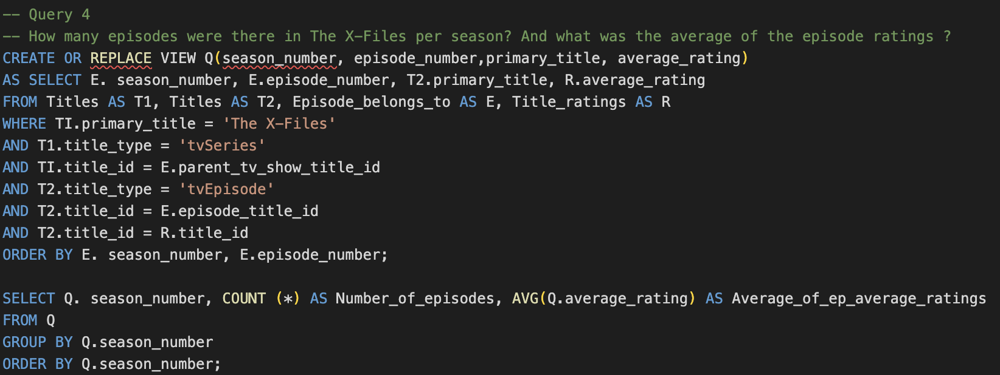 -- Query 4
-- How many episodes were there in The X-Files per season? And what was the average of the episode ratings ?
CREATE OR REPLACE VIEW Q(season_number, episode_number,primary_title, average_rating)
AS SELECT E. season_number, E.episode_number, T2.primary_title, R.average_rating
FROM Titles AS T1, Titles AS T2, Episode_belongs_to AS E, Title_ratings AS R
WHERE TI.primary_title = 'The X-Files'
AND T1.title_type = 'tvSeries'
AND TI.title_id = E.parent_tv_show_title_id
AND T2.title_type = 'tvEpisode'
AND T2.title_id = E.episode_title_id
AND T2.title_id = R.title_id
ORDER BY E. season_number, E.episode_number;

SELECT Q. season_number, COUNT (*) AS Number_of_episodes, AVG(Q.average_rating) AS Average_of_ep_average_ratings
FROM Q
GROUP BY Q.season_number
ORDER BY Q.season_number;